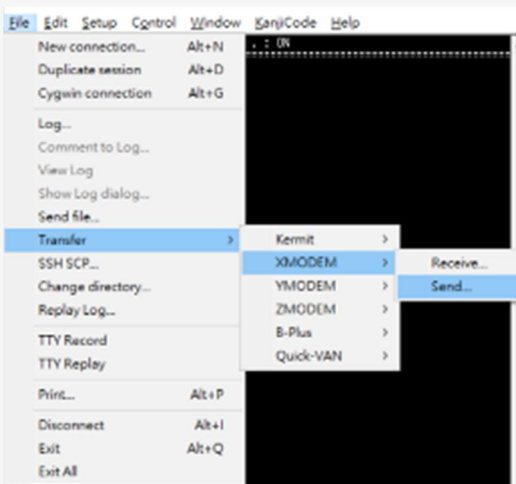 File Edit Setup Control Window KanjiCode Help
New connection... Alt+N
Duplicate session Alt+D
Cygwin connection Alt+G
. : ON
Log...
Comment to Log...
View Log
Show Log dialog...
Send file...
Transfer >
SSH SCP...
Change directory...
Replay Log...
TTY Record
TTY Replay
Print... Alt+P
Disconnect Alt+I
Exit Alt+Q
Exit All
Kermit >
XMODEM >
YMODEM >
ZMODEM >
B-Plus >
Quick-VAN >
Receive...
Send...